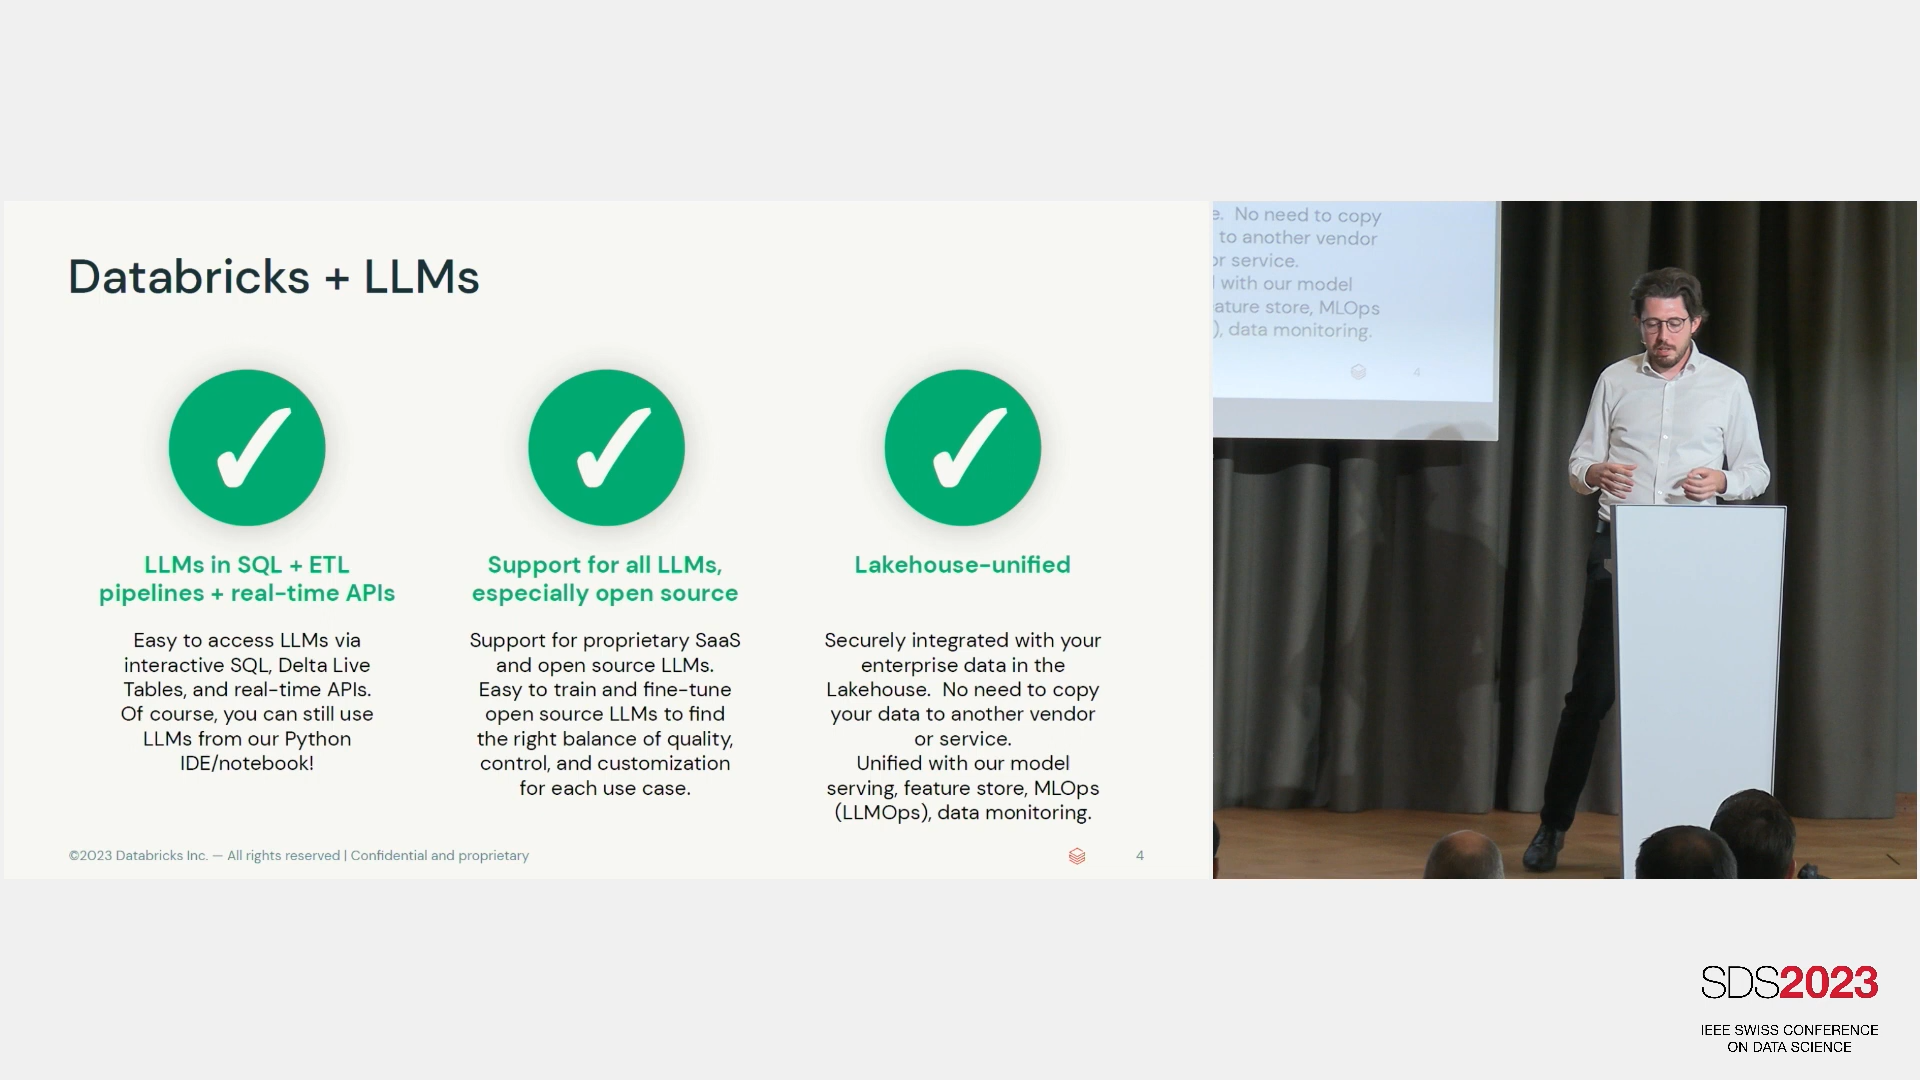 Databricks + LLMs
LLMs in SQL + ETL
pipelines + real-time APIs
Easy to access LLMs via
interactive SQL, Delta Live
Tables, and real-time APIs.
Of course, you can still use
LLMs from our Python
IDE/notebook!
Support for all LLMs,
especially open source
Support for proprietary SaaS
and open source LLMs.
Easy to train and fine-tune
open source LLMs to find
the right balance of quality,
control, and customization
for each use case.
Lakehouse-unified
Securely integrated with your
enterprise data in the
Lakehouse. No need to copy
your data to another vendor
or service.
Unified with our model
serving, feature store, MLOps
(LLMOps), data monitoring.
©2023 Databricks Inc. — All rights reserved | Confidential and proprietary
4
e. No need to copy
to another vendor
or service.
with our model
ature store, MLOps
), data monitoring.
4
SDS2023
IEEE SWISS CONFERENCE
ON DATA SCIENCE